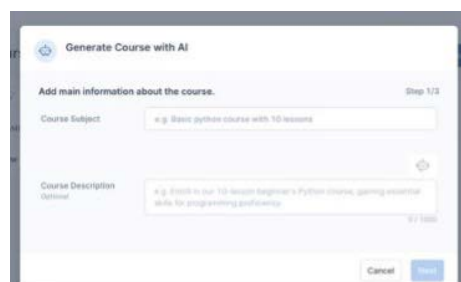 Generate Course with AI
Add main information about the course.
Step 1/3
Course Subject
e.g. Basic python course with 10 lessons
Course Description
Optional
e.g. Enroll in our 10-lesson beginner's Python course, gaining essential
skills for programming proficiency.
Cancel
Next